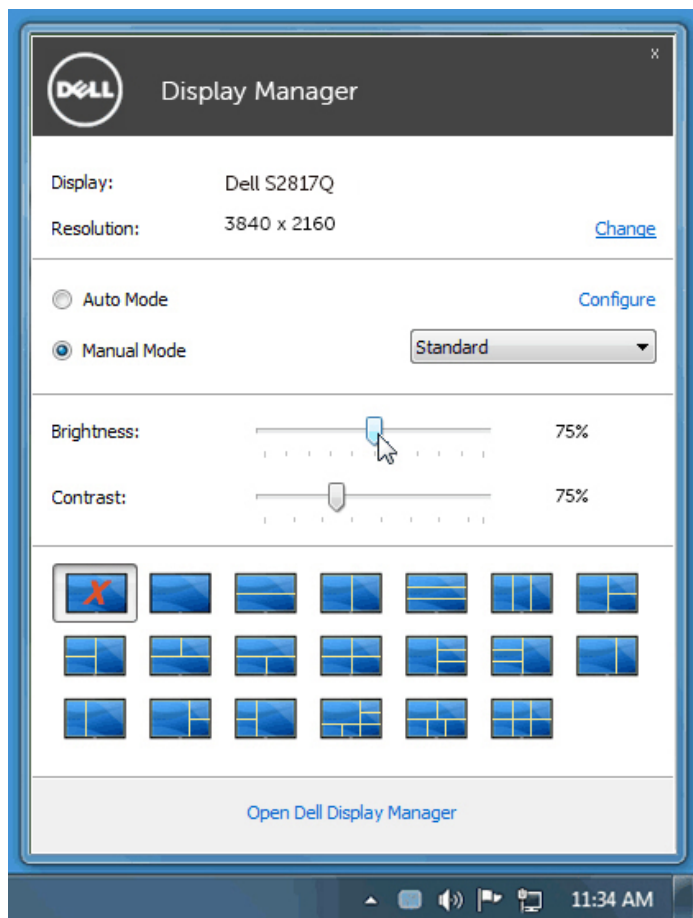 x
DELL
Display Manager
Display: Dell S2817Q
Resolution: 3840 x 2160 Change
Auto Mode Configure
Manual Mode Standard
Brightness: 75%
Contrast: 75%
Open Dell Display Manager
11:34 AM